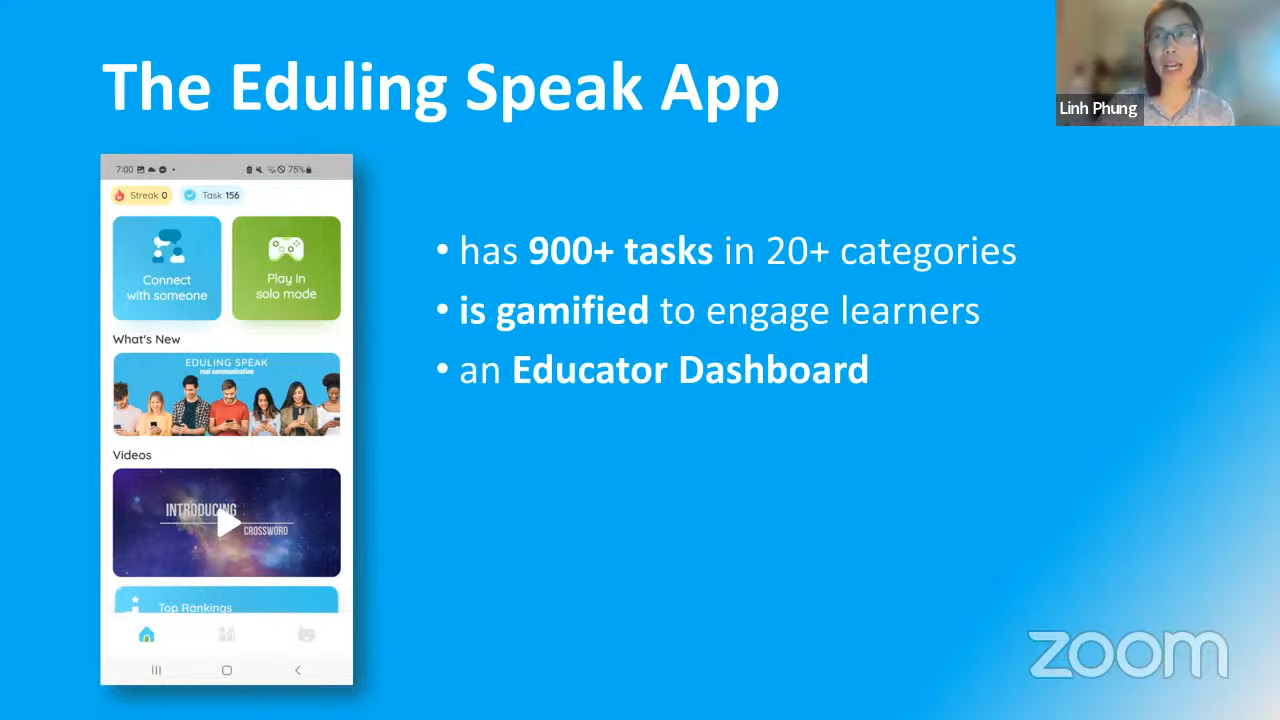 The Eduling Speak App
Linh Phung
7:00
75%
Streak 0
Task 156
Connect
with someone
Play in
solo mode
What's New
EDULING SPEAK
real communication
Videos
INTRODUCING
CROSSWORD
Top Rankings
• has 900+ tasks in 20+ categories
• is gamified to engage learners
• an Educator Dashboard
zoom